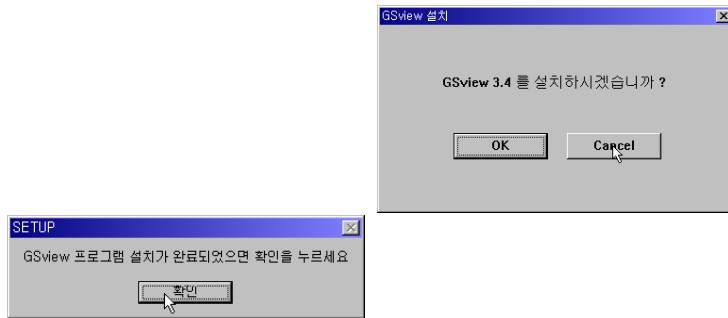 GSview 설치
GSview 3.4 를 설치하시겠습니까 ?
OK
Cancel
SETUP
GSview 프로그램 설치가 완료되었으면 확인을 누르세요
확인